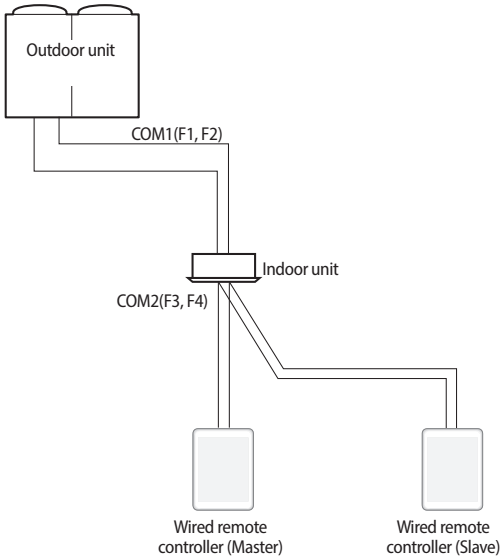 Outdoor unit
COM1(F1, F2)
Indoor unit
COM2(F3, F4)
Wired remote
controller (Master)
Wired remote
controller (Slave)